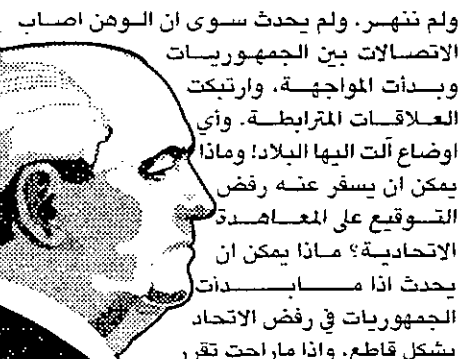 ولم ننهر. ولم يحدث سوى ان الوهن اصاب
الاتصالات بين الجمهوريات
وبدأت المواجهة، وارتبكت
العلاقات المترابطة. وأي
اوضاع آلت اليها البلاد! وماذا
يمكن ان يسفر عنه رفض
التوقيع على المعاهدة
الاتحادية؟ ماذا يمكن ان
يحدث اذا ما بدأت
الجمهوريات في رفض الاتحاد
بشكل قاطع. واذا ماراحت تقرر